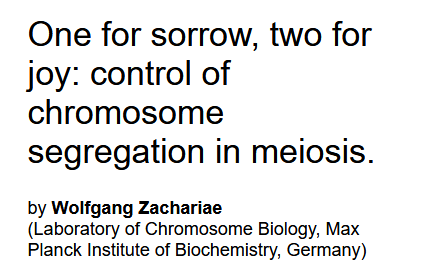 One for sorrow, two for
joy: control of
chromosome
segregation in meiosis.
by Wolfgang Zachariae
(Laboratory of Chromosome Biology, Max
Planck Institute of Biochemistry, Germany)